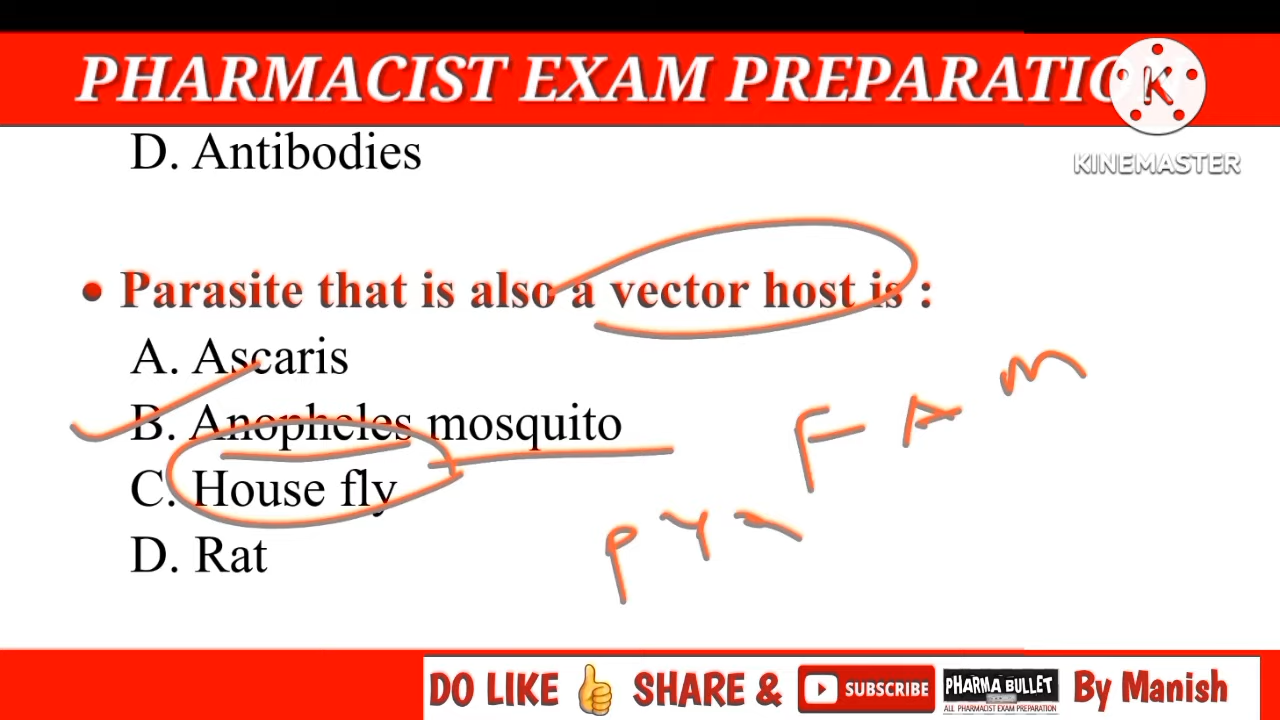 PHARMACIST EXAM PREPARATIO
K
KINEMASTER
D. Antibodies
• Parasite that is also a vector host is :
A. Ascaris
B. Anopheles mosquito
C. House fly
D. Rat
F A M
DO LIKE SHARE & SUBSCRIBE PHARMA BULLET By Manish
ALL PHARMACIST EXAM PREPARATION